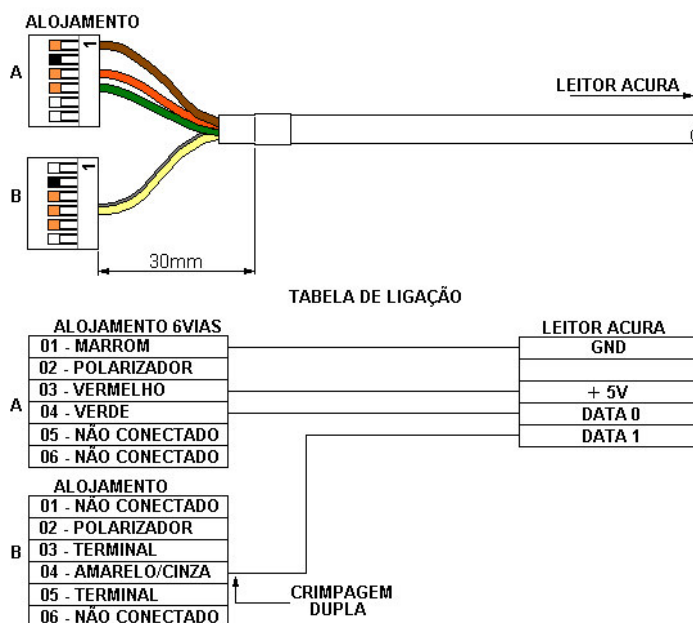 ALOJAMENTO
A
1
LEITOR ACURA
B
1
30mm
TABELA DE LIGAÇÃO
ALOJAMENTO 6VIAS
A
01 - MARROM
02 - POLARIZADOR
03 - VERMELHO
04 - VERDE
05 - NÃO CONECTADO
06 - NÃO CONECTADO
LEITOR ACURA
GND
+ 5V
DATA 0
DATA 1
ALOJAMENTO
B
01 - NÃO CONECTADO
02 - POLARIZADOR
03 - TERMINAL
04 - AMARELO/CINZA
05 - TERMINAL
06 - NÃO CONECTADO
CRIMPAGEM
DUPLA